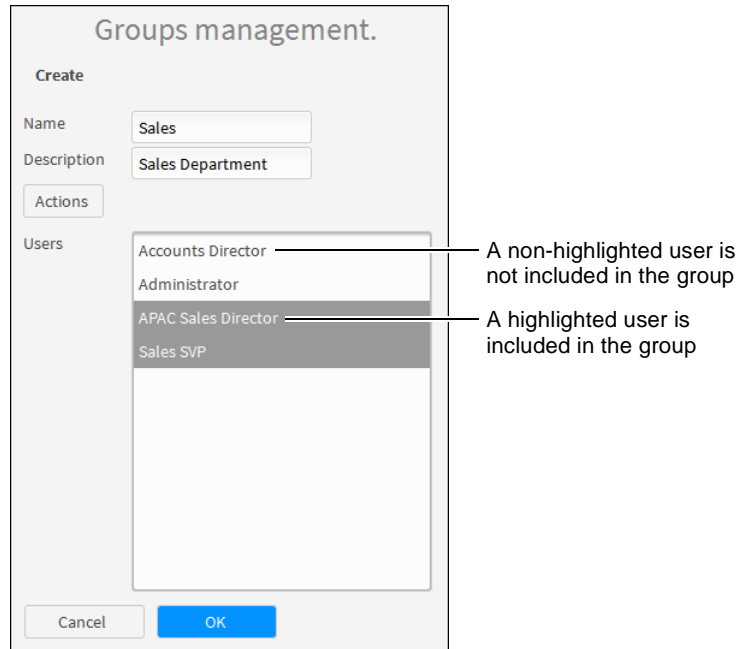 Groups management.
Create
Name
Sales
Description
Sales Department
Actions
Users
Accounts Director
Administrator
APAC Sales Director
Sales SVP
A non-highlighted user is
not included in the group
A highlighted user is
included in the group
Cancel
OK